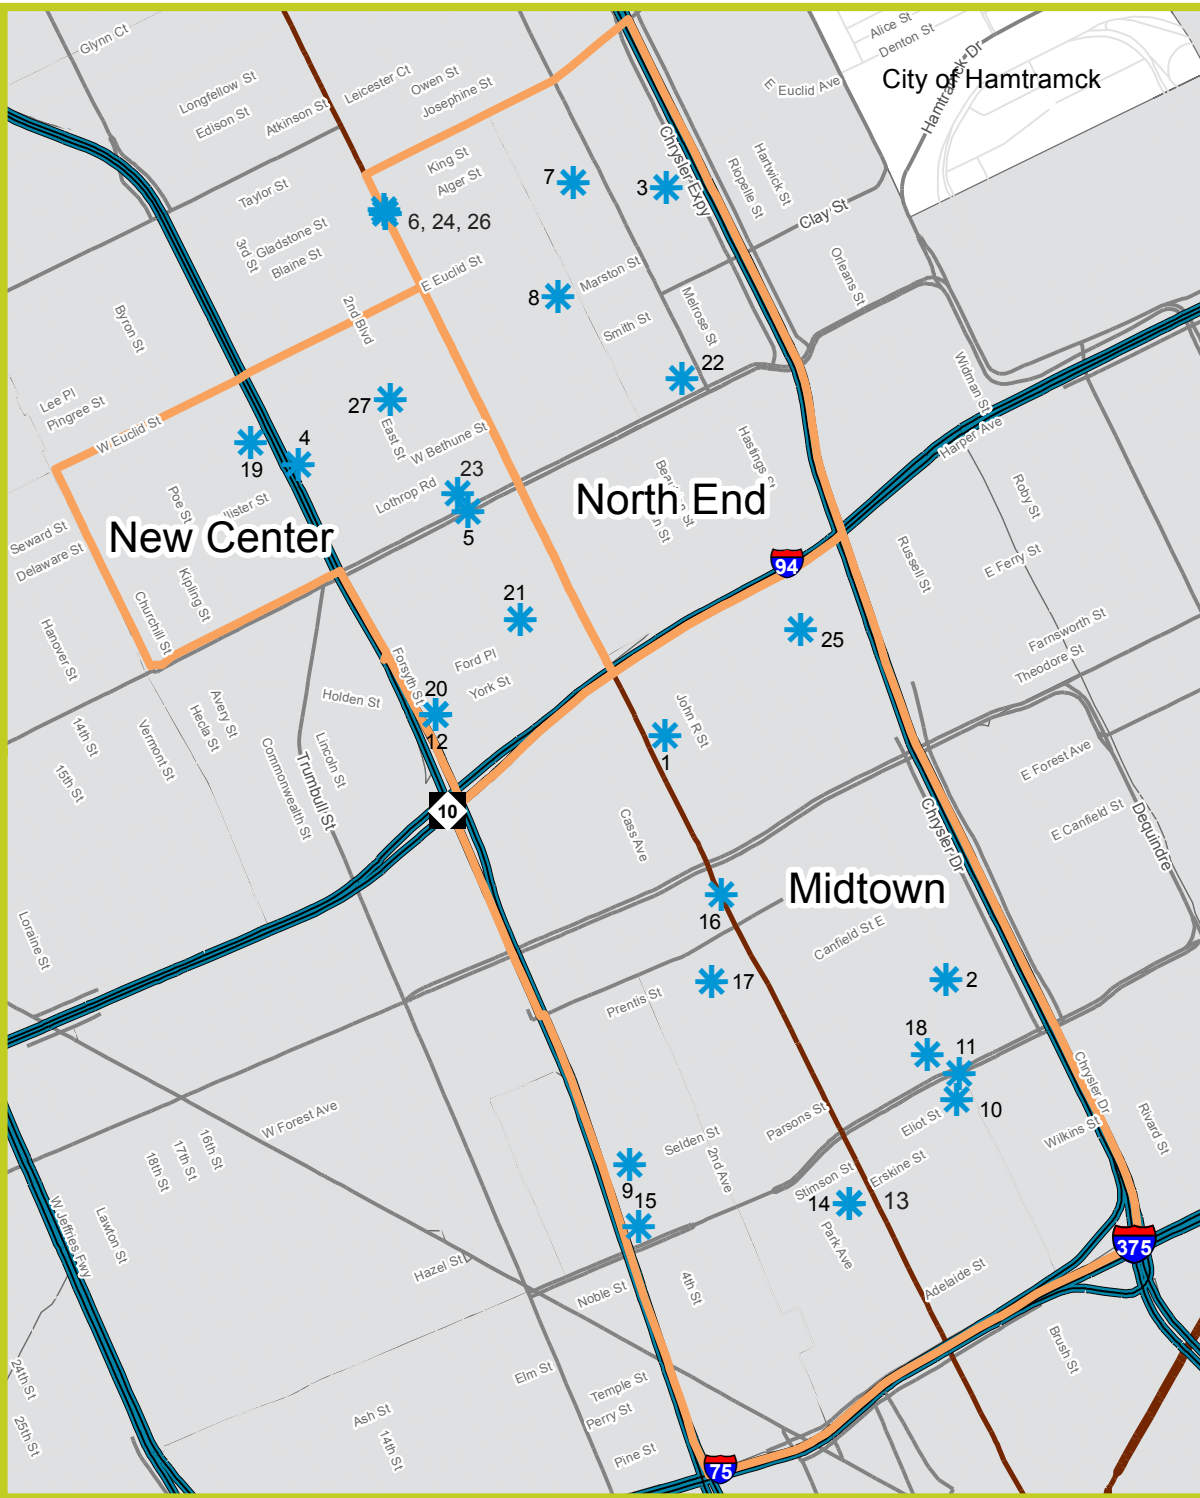 Glynn Ct
Alice St
Denton St
City of Hamtramck
Hamtramck Dr
Longfellow St
Edison St
Atkinson St
Leicester Ct
Owen St
Josephine St
E Euclid Ave
Chrysler Expy
Hartwick St
Riopelle St
King St
Alger St
7
3
Taylor St
6, 24, 26
Clay St
3rd St
Gladstone St
Blaine St
E Euclid St
Marston St
Orleans St
8
Melrose St
Smith St
Byron St
2nd Blvd
22
Widman St
Lee Pl
Pingree St
27
W Euclid St
East St
W Bethune St
Hastings St
Harper Ave
19
4
23
Lothrop Rd
Poe St
5
Roby St
North End
New Center
Seward St
Delaware St
Kipling St
Churchill St
94
Russell St
E Ferry St
21
25
Hanover St
Farnsworth St
Theodore St
Forsyth St
Ford Pl
York St
Holden St
20
12
John R St
1
14th St
15th St
Vermont St
Hecla St
Avery St
Commonwealth St
Lincoln St
Trumbull St
E Forest Ave
10
Cass Ave
Chrysler Dr
E Canfield St
Dequindre
Midtown
16
Loraine St
Canfield St E
17
2
Prentis St
18
11
10
Chrysler Dr
W Forest Ave
16th St
17th St
18th St
Selden St
2nd Ave
Parsons St
Eliot St
Wilkins St
Rivard St
9
15
Stimson St
Erskine St
14
13
Park Ave
W Jeffries Fwy
Lawton St
375
Hazel St
Noble St
4th St
Adelaide St
Brush St
24th St
25th St
Elm St
Temple St
Perry St
Pine St
Ash St
14th St
75